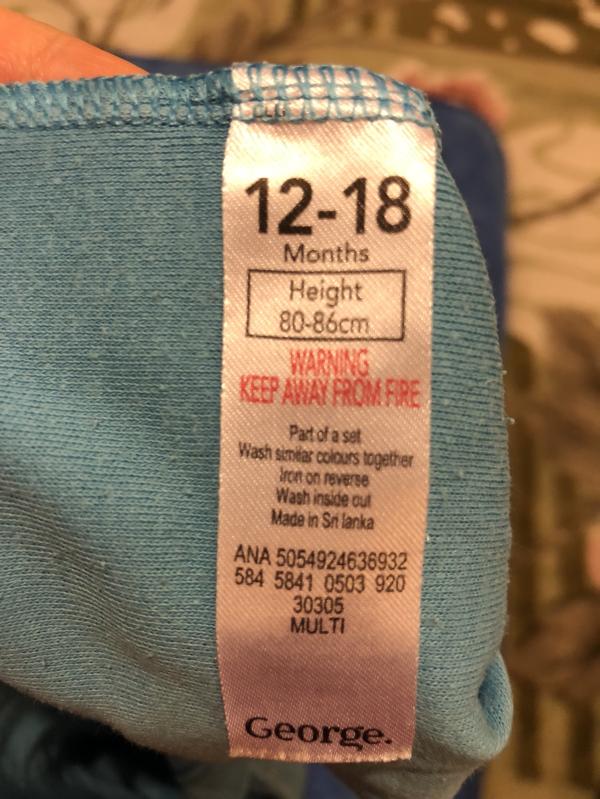 12-18
Months
Height
80-86cm
WARNING
KEEP AWAY FROM FIRE
Part of a set
Wash similar colours together
Iron on reverse
Wash inside out
Made in Sri lanka
ANA 5054924636932
584 5841 0503 920
30305
MULTI
George.